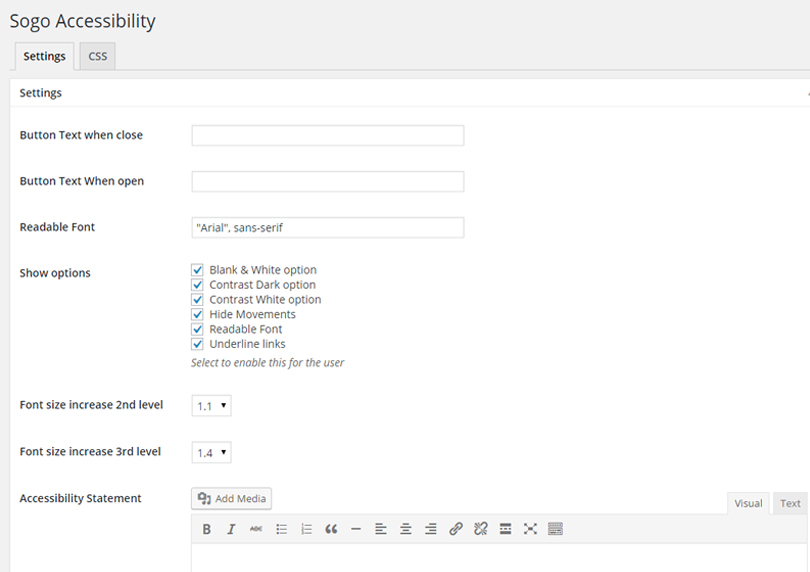 Sogo Accessibility
Settings CSS
Settings
Button Text when close
Button Text When open
Readable Font "Arial", sans-serif
Show options
Blank & White option
Contrast Dark option
Contrast White option
Hide Movements
Readable Font
Underline links
Select to enable this for the user
Font size increase 2nd level 1.1
Font size increase 3rd level 1.4
Accessibility Statement Add Media Visual Text
B I ABC